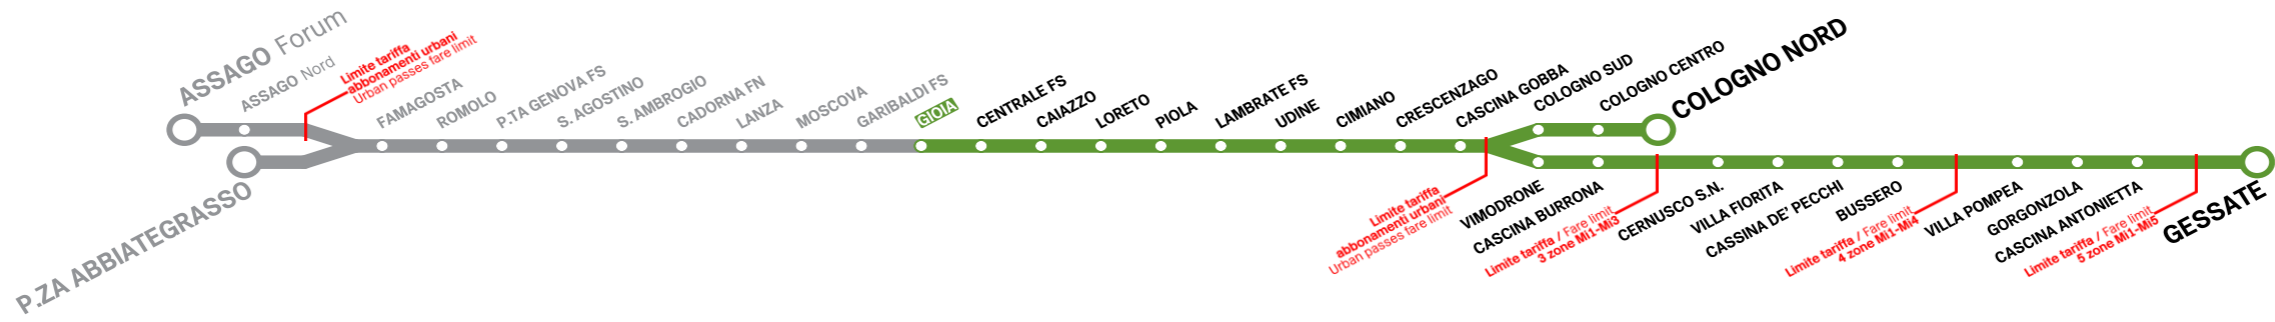 ASSAGO Forum
ASSAGO Nord
Limite tariffa
abbonamenti urbani
Urban passes fare limit
P.ZA ABBIATEGRASSO
FAMAGOSTA
ROMOLO
P.TA GENOVA FS
S. AGOSTINO
S. AMBROGIO
CADORNA FN
LANZA
MOSCOVA
GARIBALDI FS
GIOIA
CENTRALE FS
CAIAZZO
LORETO
PIOLA
LAMBRATE FS
UDINE
CIMIANO
CRESCENZAGO
CASCINA GOBBA
Limite tariffa
abbonamenti urbani
Urban passes fare limit
COLOGNO SUD
COLOGNO CENTRO
COLOGNO NORD
VIMODRONE
CASCINA BURRONA
Limite tariffa / Fare limit
3 zone Mi1-Mi3
CERNUSCO S.N.
VILLA FIORITA
CASSINA DE' PECCHI
BUSSERO
Limite tariffa / Fare limit
4 zone Mi1-Mi4
VILLA POMPEA
GORGONZOLA
CASCINA ANTONIETTA
Limite tariffa / Fare limit
5 zone Mi1-Mi5
GESSATE